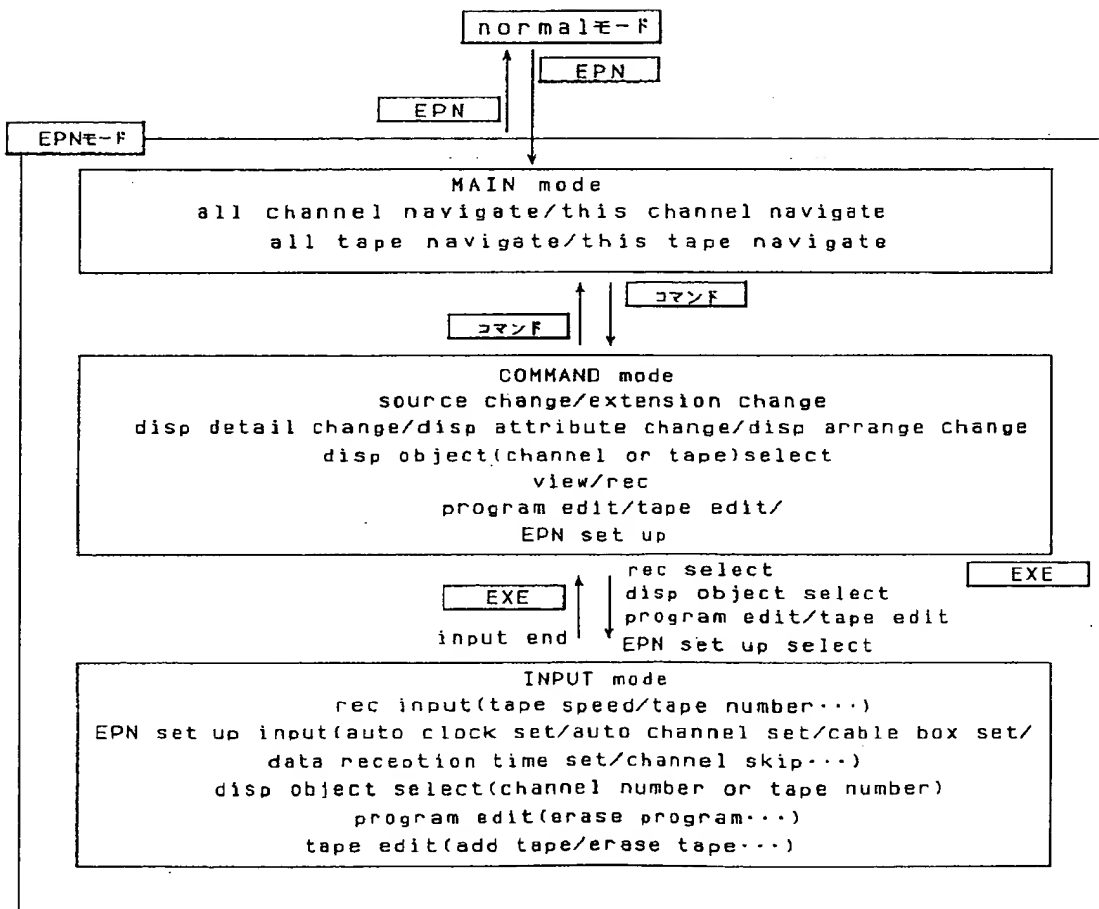 normalモード
EPN
EPN
EPNモード
MAIN mode
all channel navigate/this channel navigate
all tape navigate/this tape navigate
コマンド
コマンド
COMMAND mode
source change/extension change
disp detail change/disp attribute change/disp arrange change
disp object(channel or tape)select
view/rec
program edit/tape edit/
EPN set up
rec select
EXE
disp object select
EXE
program edit/tape edit
input end
EPN set up select
INPUT mode
rec input(tape speed/tape number･･･)
EPN set up input(auto clock set/auto channel set/cable box set/
data reception time set/channel skip･･･)
disp object select(channel number or tape number)
program edit(erase program･･･)
tape edit(add tape/erase tape･･･)